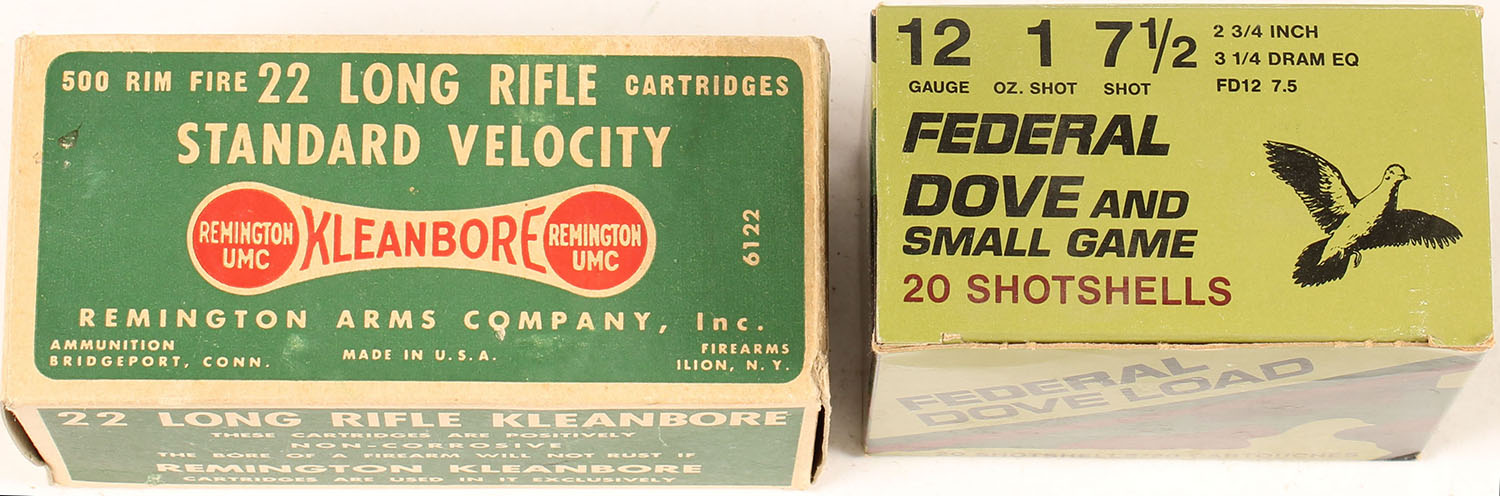 500 RIM FIRE 22 LONG RIFLE CARTRIDGES
STANDARD VELOCITY
REMINGTON UMC
KLEANBORE
REMINGTON UMC
6122
REMINGTON ARMS COMPANY, Inc.
AMMUNITION
BRIDGEPORT, CONN.
MADE IN U.S.A.
FIREARMS
ILION, N.Y.
22 LONG RIFLE KLEANBORE
THESE CARTRIDGES ARE POSITIVELY
NON-CORROSIVE
THE BORE OF A FIREARM WILL NOT RUST IF
REMINGTON KLEANBORE
CARTRIDGES ARE USED IN IT EXCLUSIVELY
12 1 7 1/2
GAUGE OZ. SHOT SHOT
2 3/4 INCH
3 1/4 DRAM EQ
FD12 7.5
FEDERAL
DOVE AND
SMALL GAME
20 SHOTSHELLS
FEDERAL
DOVE LOAD
20 SHOTSHELLS CARTOUCHES